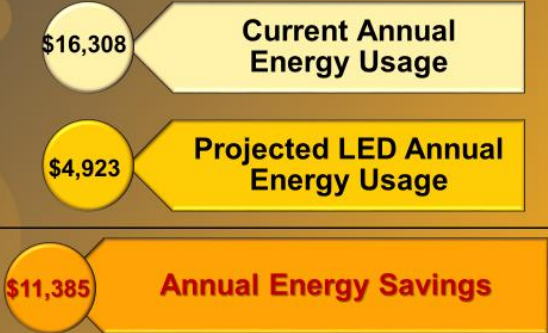 $16,308
Current Annual
Energy Usage
$4,923
Projected LED Annual
Energy Usage
$11,385
Annual Energy Savings